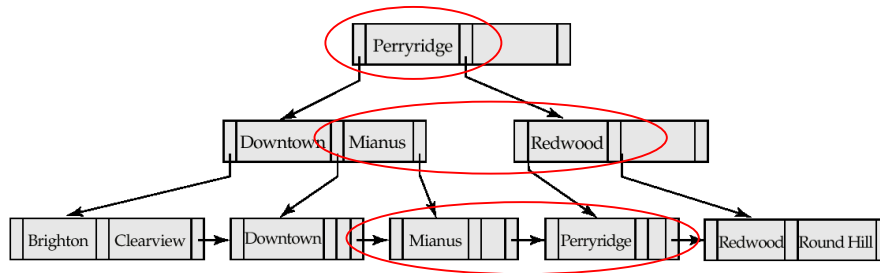 Perryridge
Downtown Mianus Redwood
Brighton Clearview Downtown Mianus Perryridge Redwood Round Hill